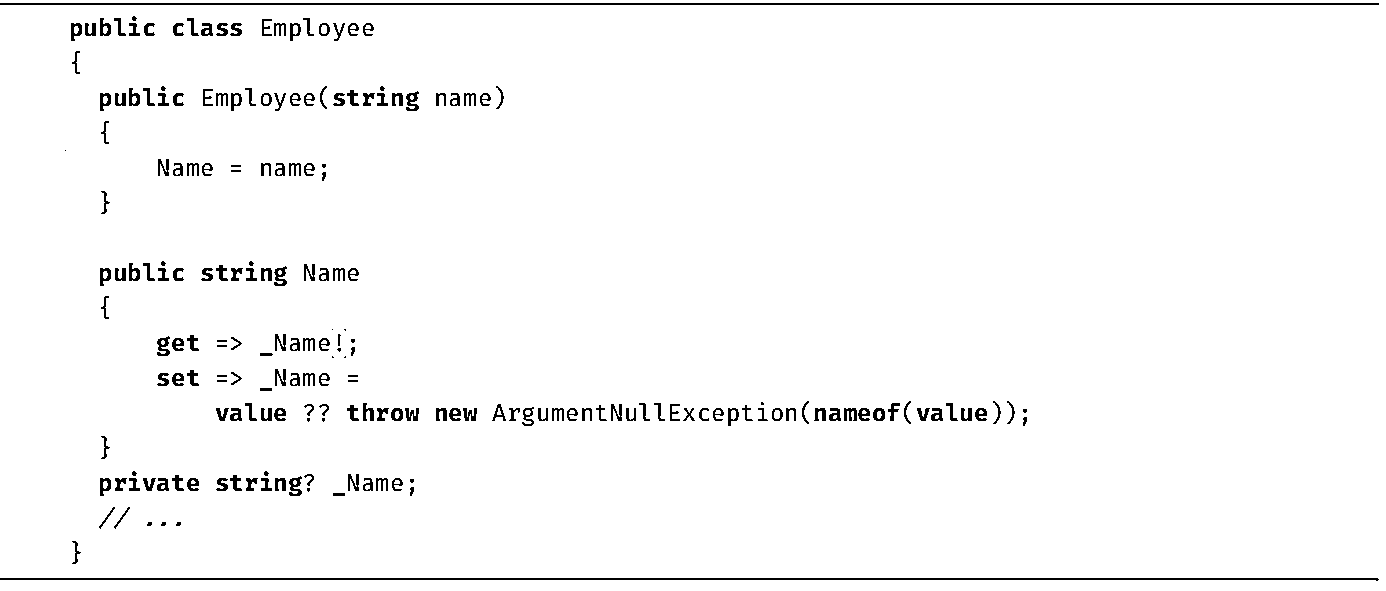 public class Employee
{
  public Employee(string name)
  {
      Name = name;
  }

  public string Name
  {
      get => _Name!;
      set => _Name =
          value ?? throw new ArgumentNullException(nameof(value));
  }
  private string? _Name;
  // ...
}